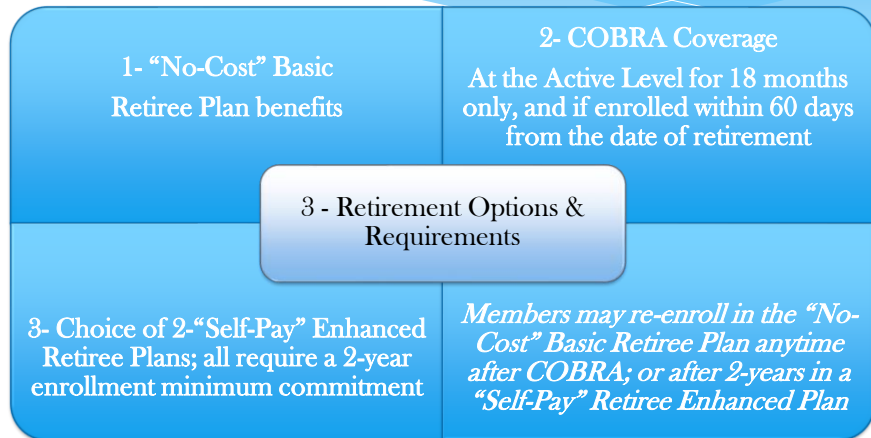 1- “No-Cost” Basic
Retiree Plan benefits
2- COBRA Coverage
At the Active Level for 18 months
only, and if enrolled within 60 days
from the date of retirement
3 - Retirement Options &
Requirements
3- Choice of 2-“Self-Pay” Enhanced
Retiree Plans; all require a 2-year
enrollment minimum commitment
Members may re-enroll in the “No-
Cost” Basic Retiree Plan anytime
after COBRA; or after 2-years in a
“Self-Pay” Retiree Enhanced Plan